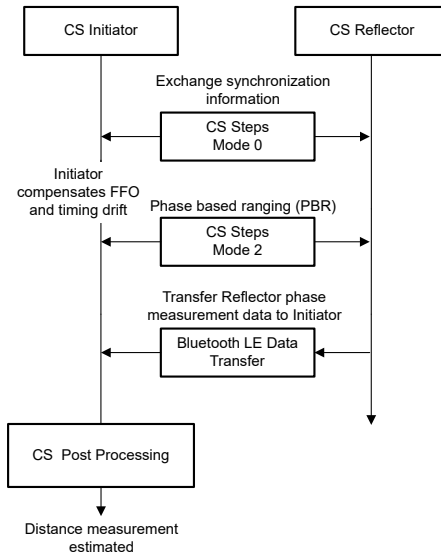 CS Initiator
CS Reflector
Exchange synchronization
information
CS Steps
Mode 0
Initiator
compensates FFO
and timing drift
Phase based ranging (PBR)
CS Steps
Mode 2
Transfer Reflector phase
measurement data to Initiator
Bluetooth LE Data
Transfer
CS Post Processing
Distance measurement
estimated